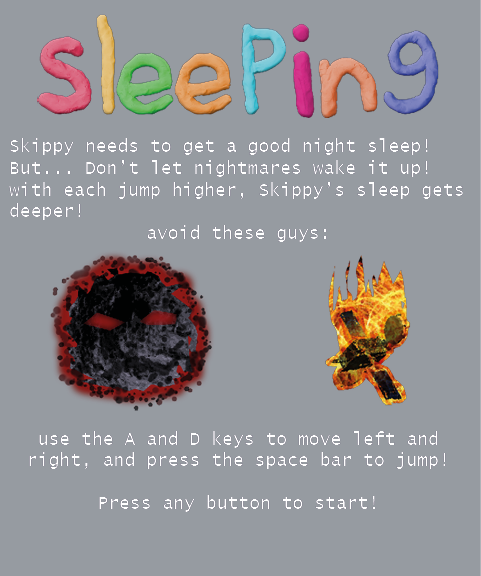 sleePing
Skippy needs to get a good night sleep!
But... Don't let nightmares wake it up!
with each jump higher, Skippy's sleep gets
deeper!
avoid these guys:
use the A and D keys to move left and
right, and press the space bar to jump!
Press any button to start!